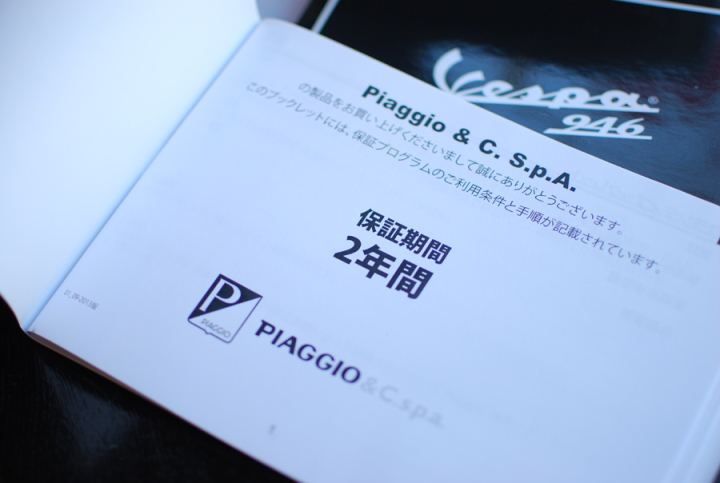 Vespa
946
Piaggio & C. S.p.A.
の製品をお買い上げくださいまして誠にありがとうございます。
このブックレットには、保証プログラムのご利用条件と手順が記載されています。
保証期間
2年間
P
PIAGGIO
PIAGGIO & C. s.p.a.